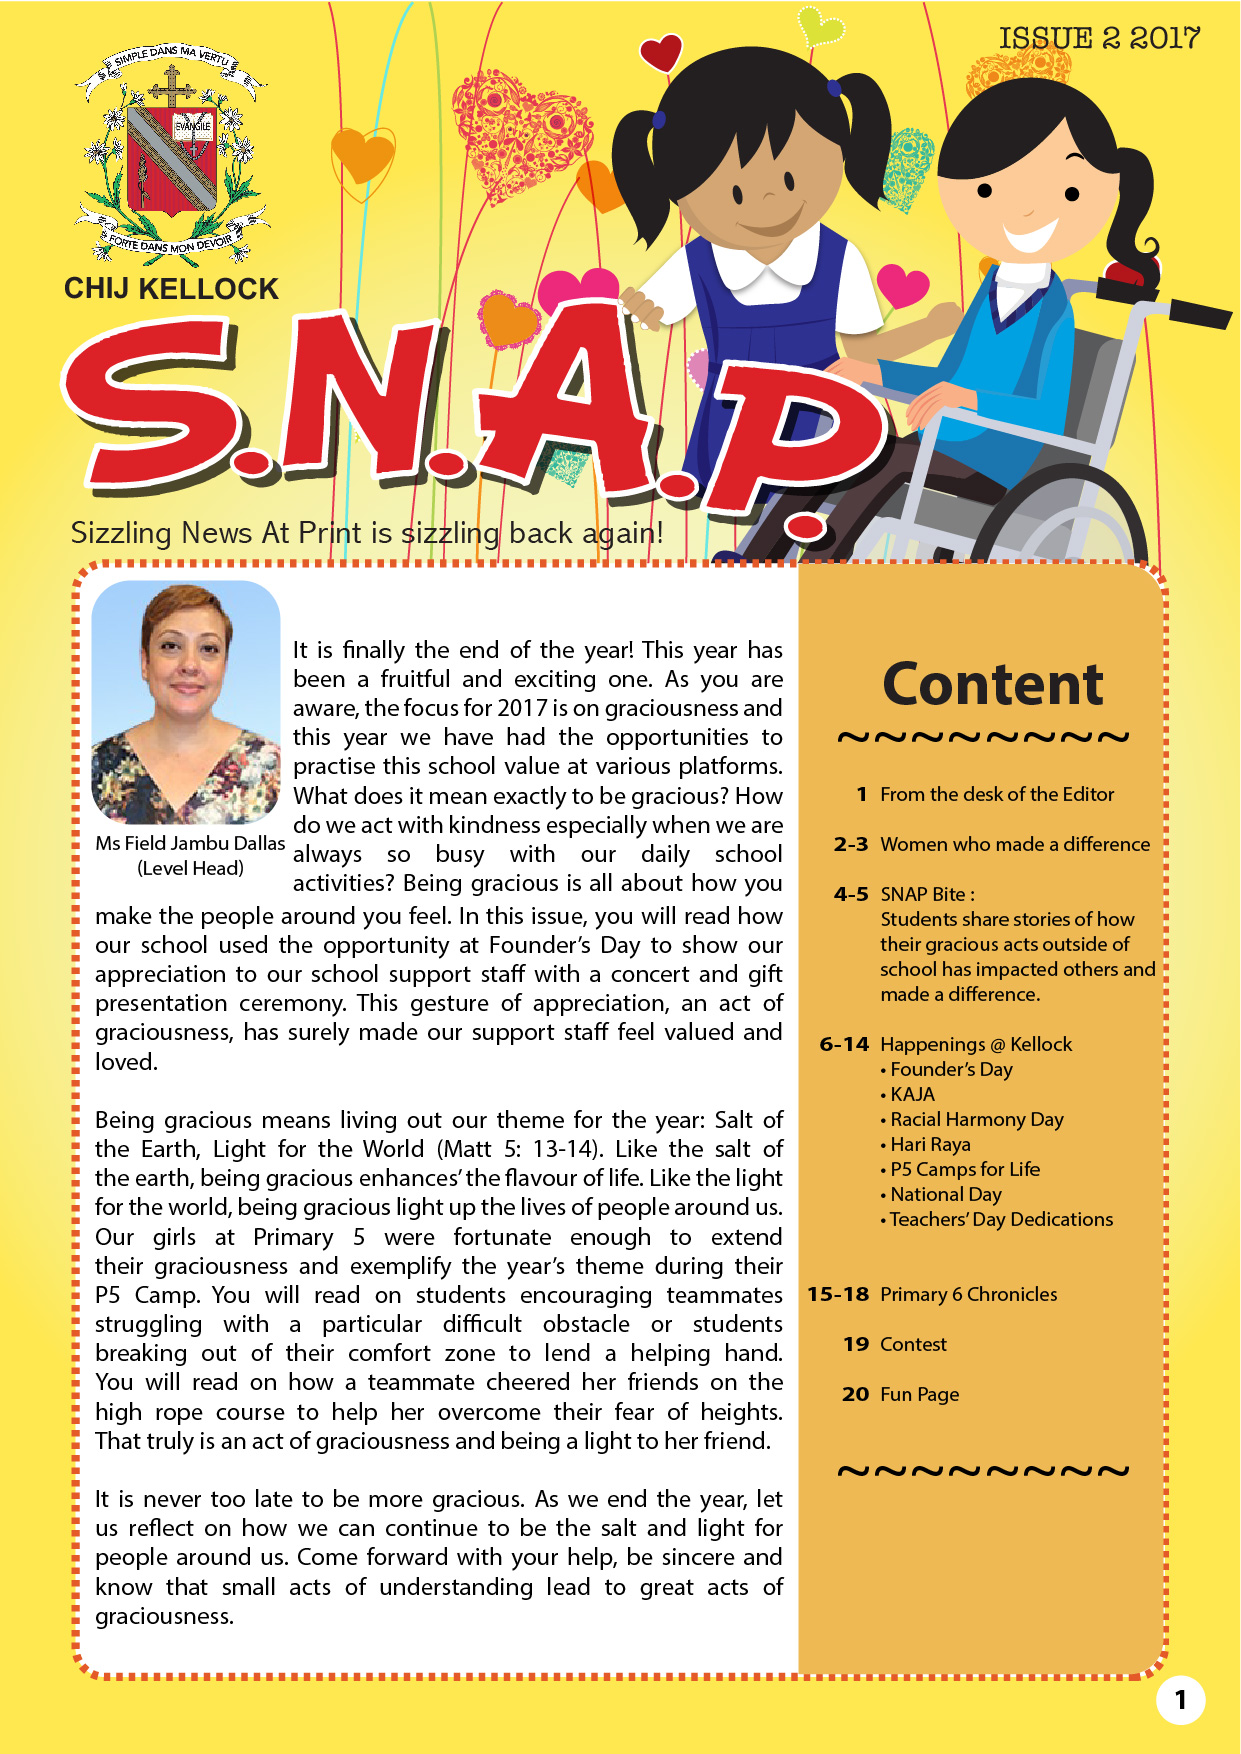 ISSUE 2 2017
SIMPLE DANS MA VERTU
EVANGILE
FORTE DANS MON DEVOIR
CHIJ KELLOCK
S.N.A.P.
Sizzling News At Print is sizzling back again!
Ms Field Jambu Dallas
(Level Head)
It is finally the end of the year! This year has
been a fruitful and exciting one. As you are
aware, the focus for 2017 is on graciousness and
this year we have had the opportunities to
practise this school value at various platforms.
What does it mean exactly to be gracious? How
do we act with kindness especially when we are
always so busy with our daily school
activities? Being gracious is all about how you
make the people around you feel. In this issue, you will read how
our school used the opportunity at Founder’s Day to show our
appreciation to our school support staff with a concert and gift
presentation ceremony. This gesture of appreciation, an act of
graciousness, has surely made our support staff feel valued and
loved.
Being gracious means living out our theme for the year: Salt of
the Earth, Light for the World (Matt 5: 13-14). Like the salt of
the earth, being gracious enhances’ the flavour of life. Like the light
for the world, being gracious light up the lives of people around us.
Our girls at Primary 5 were fortunate enough to extend
their graciousness and exemplify the year’s theme during their
P5 Camp. You will read on students encouraging teammates
struggling with a particular difficult obstacle or students
breaking out of their comfort zone to lend a helping hand.
You will read on how a teammate cheered her friends on the
high rope course to help her overcome their fear of heights.
That truly is an act of graciousness and being a light to her friend.
It is never too late to be more gracious. As we end the year, let
us reflect on how we can continue to be the salt and light for
people around us. Come forward with your help, be sincere and
know that small acts of understanding lead to great acts of
graciousness.
Content
~~~~~~~~
1 From the desk of the Editor
2-3 Women who made a difference
4-5 SNAP Bite :
Students share stories of how
their gracious acts outside of
school has impacted others and
made a difference.
6-14 Happenings @ Kellock
• Founder’s Day
• KAJA
• Racial Harmony Day
• Hari Raya
• P5 Camps for Life
• National Day
• Teachers’ Day Dedications
15-18 Primary 6 Chronicles
19 Contest
20 Fun Page
~~~~~~~~
1